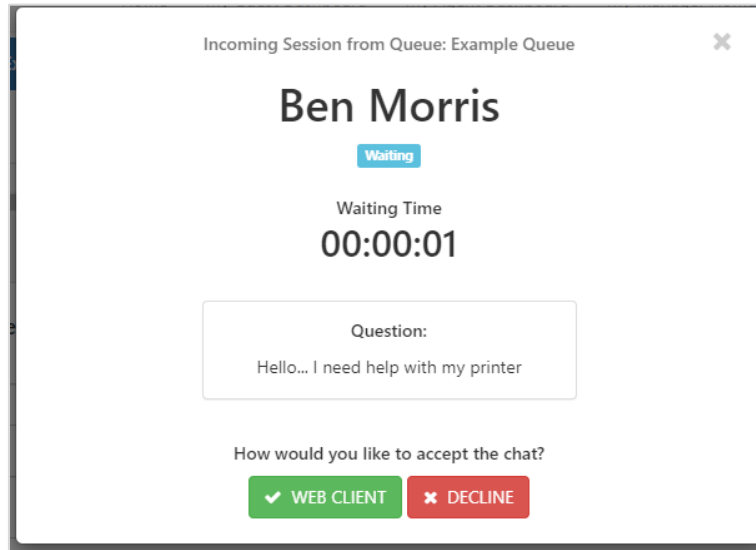 Incoming Session from Queue: Example Queue
Ben Morris
Waiting
Waiting Time
00:00:01
Question:
Hello... I need help with my printer
How would you like to accept the chat?
WEB CLIENT
DECLINE